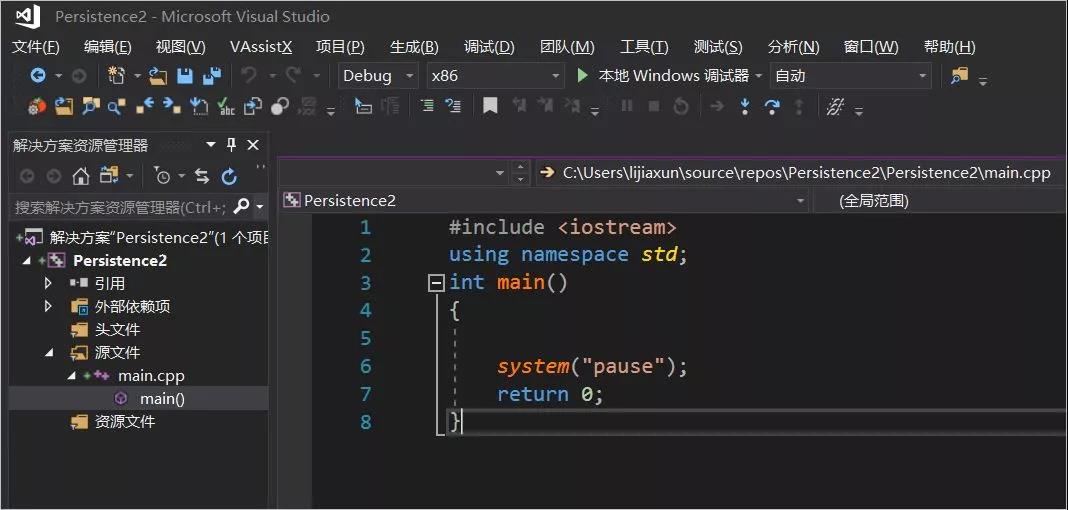 Persistence2 - Microsoft Visual Studio
文件(F) 编辑(E) 视图(V) VAssistX 项目(P) 生成(B) 调试(D) 团队(M) 工具(T) 测试(S) 分析(N) 窗口(W) 帮助(H)
Debug x86 本地 Windows 调试器 自动
abc
解决方案资源管理器
搜索解决方案资源管理器(Ctrl+;
解决方案"Persistence2"(1 个项目
Persistence2
引用
外部依赖项
头文件
源文件
main.cpp
main()
资源文件
C:\Users\lijiaxun\source\repos\Persistence2\Persistence2\main.cpp
Persistence2 (全局范围)
1 #include <iostream>
2 using namespace std;
3 int main()
4 {
5
6 system("pause");
7 return 0;
8 }